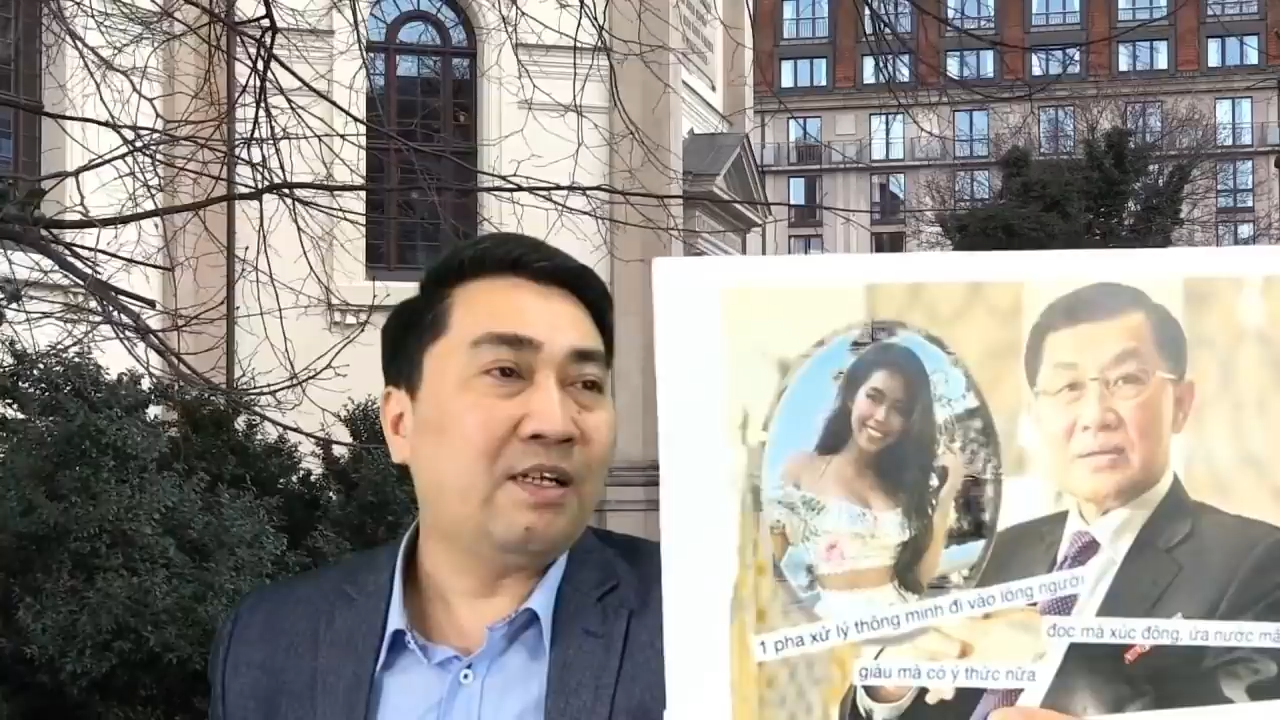 1 pha xử lý thông minh đi vào lòng người
đọc mà xúc động, ứa nước mắ
giàu mà có ý thức nữa